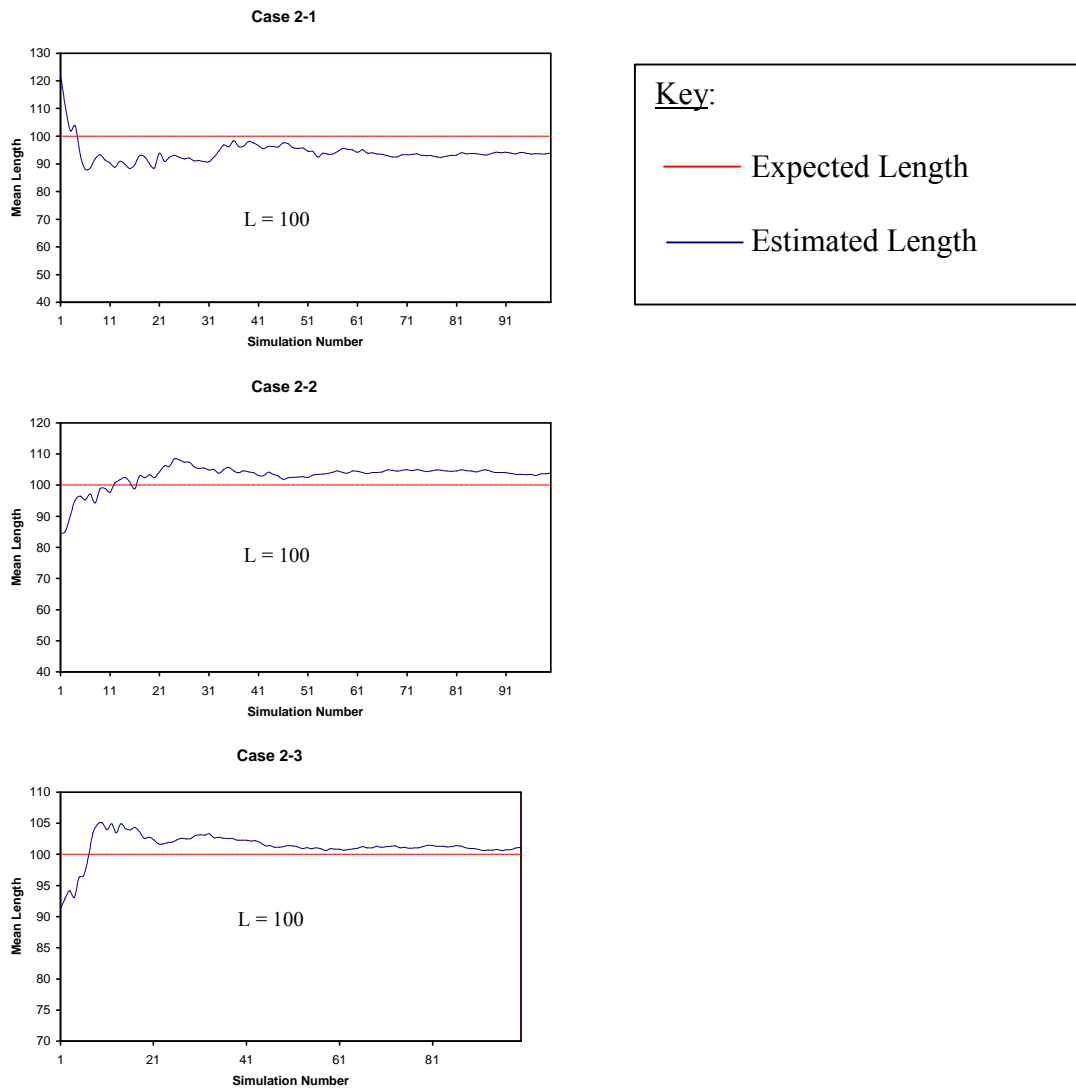 Case 2-1
130
120
110
100
90
80
70
60
50
40
Mean Length
L = 100
1 11 21 31 41 51 61 71 81 91
Simulation Number
Key:
Expected Length
Estimated Length
Case 2-2
120
110
100
90
80
70
60
50
40
Mean Length
L = 100
1 11 21 31 41 51 61 71 81 91
Simulation Number
Case 2-3
110
105
100
95
90
85
80
75
70
Mean Length
L = 100
1 21 41 61 81
Simulation Number